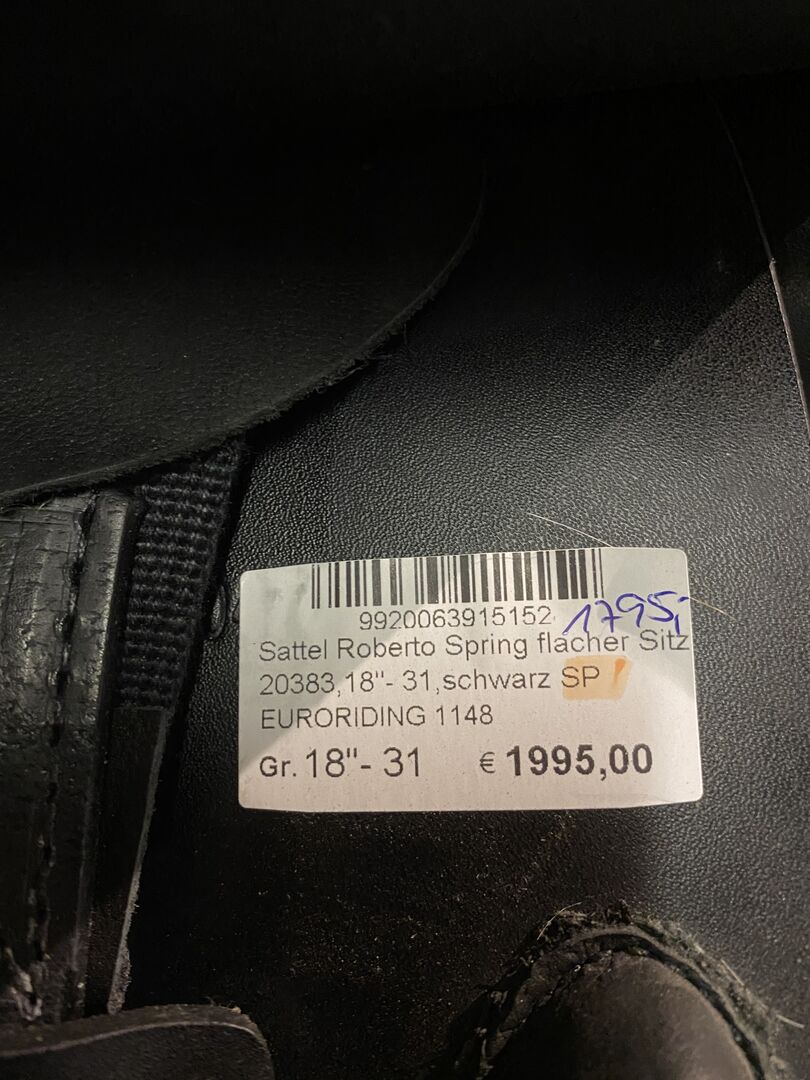 9920063915152 1795,-
Sattel Roberto Spring flacher Sitz
20383,18"- 31,schwarz SP
EURORIDING 1148
Gr. 18"- 31 € 1995,00